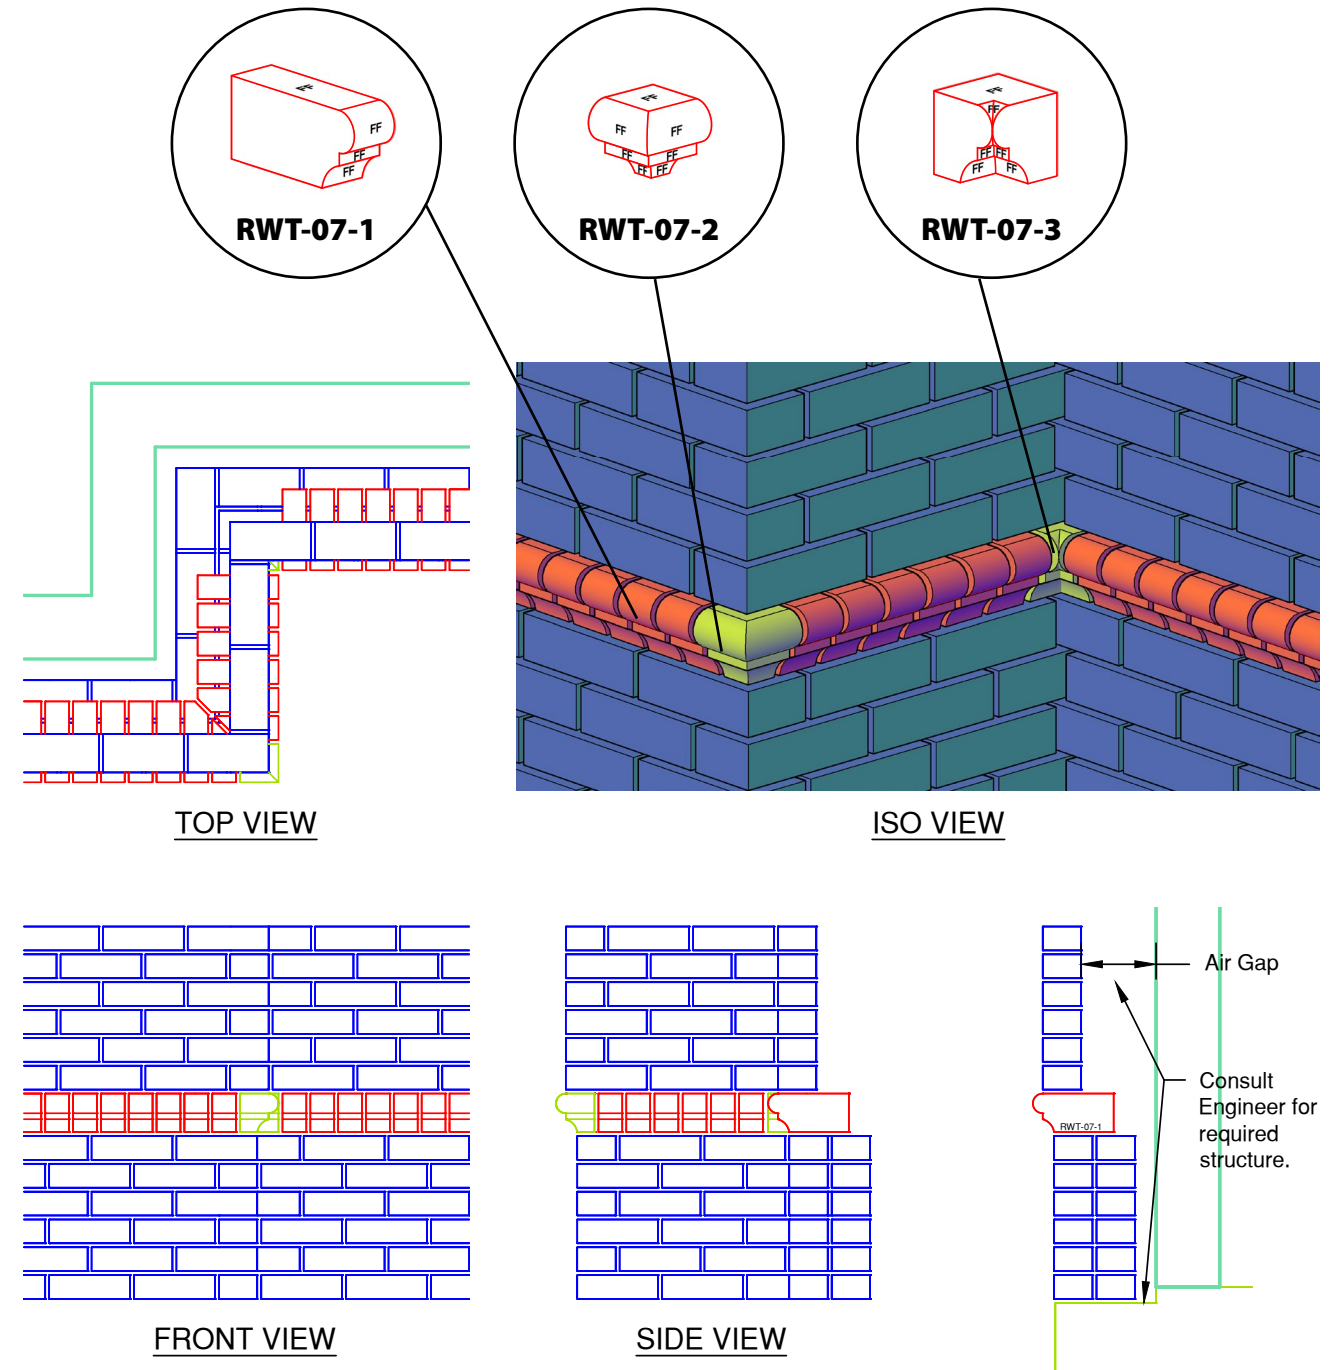 FF
FF
FF
FF
RWT-07-1
FF
FF
FF
FF
FF
FF
FF
RWT-07-2
FF
FF
FF
FF
FF
FF
RWT-07-3
TOP VIEW
ISO VIEW
Air Gap
Consult
Engineer for
required
structure.
RWT-07-1
FRONT VIEW
SIDE VIEW